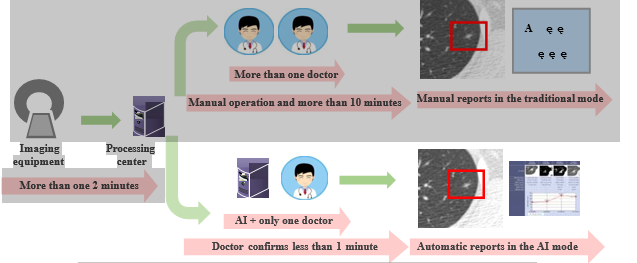 A ę ę
ę ę ę
More than one doctor
Manual operation and more than 10 minutes
Manual reports in the traditional mode
Imaging equipment
Processing center
More than one 2 minutes
AI + only one doctor
Doctor confirms less than 1 minute
Automatic reports in the AI mode